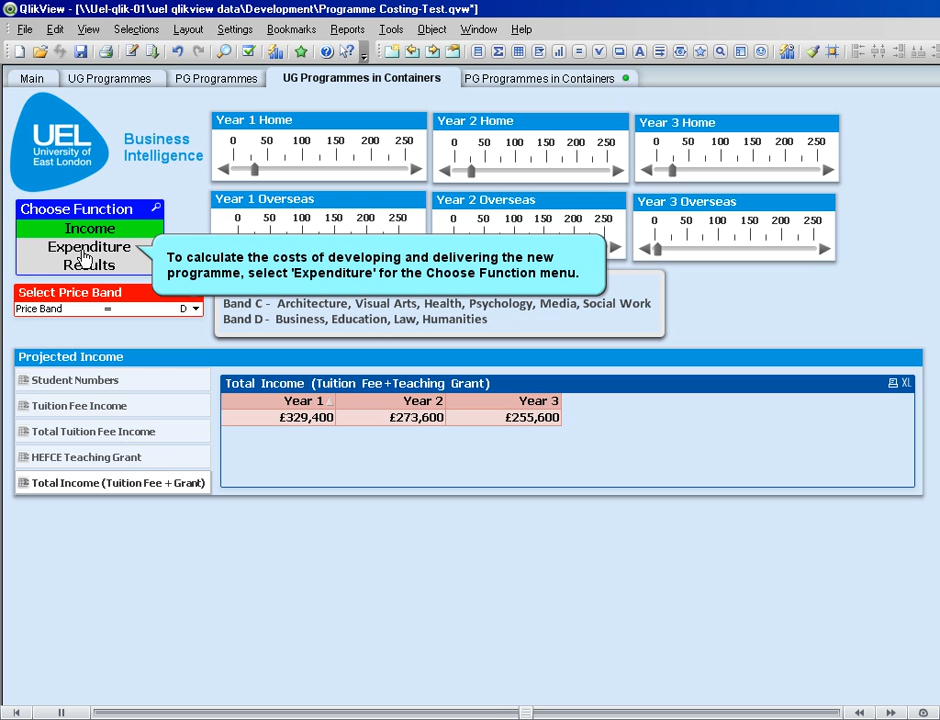 QlikView - [\\Uel-qlik-01\uel qlikview data\Development\Programme Costing-Test.qvw*]
File Edit View Selections Layout Settings Bookmarks Reports Tools Object Window Help
Main UG Programmes PG Programmes UG Programmes in Containers PG Programmes in Containers
UEL
University of
East London
Business
Intelligence
Year 1 Home
0 50 100 150 200 250
Year 2 Home
0 50 100 150 200 250
Year 3 Home
0 50 100 150 200 250
Year 1 Overseas
0 50 100 150 200 250
Year 2 Overseas
0 50 100 150 200 250
Year 3 Overseas
0 50 100 150 200 250
Choose Function
Income
Expenditure
Results
To calculate the costs of developing and delivering the new
programme, select 'Expenditure' for the Choose Function menu.
Select Price Band
Price Band = D
Band C - Architecture, Visual Arts, Health, Psychology, Media, Social Work
Band D - Business, Education, Law, Humanities
Projected Income
Student Numbers
Tuition Fee Income
Total Tuition Fee Income
HEFCE Teaching Grant
Total Income (Tuition Fee + Grant)
Total Income (Tuition Fee+Teaching Grant) XL
Year 1 Year 2 Year 3
£329,400 £273,600 £255,600